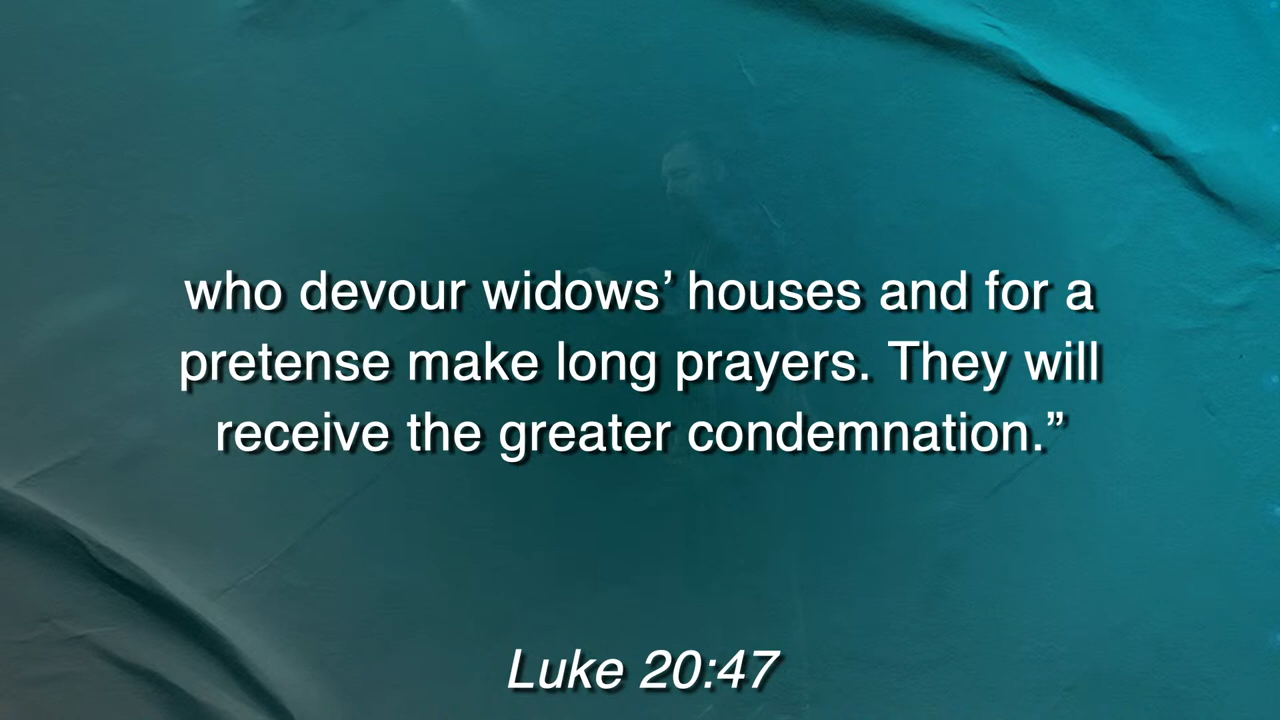 who devour widows’ houses and for a
pretense make long prayers. They will
receive the greater condemnation.”
Luke 20:47